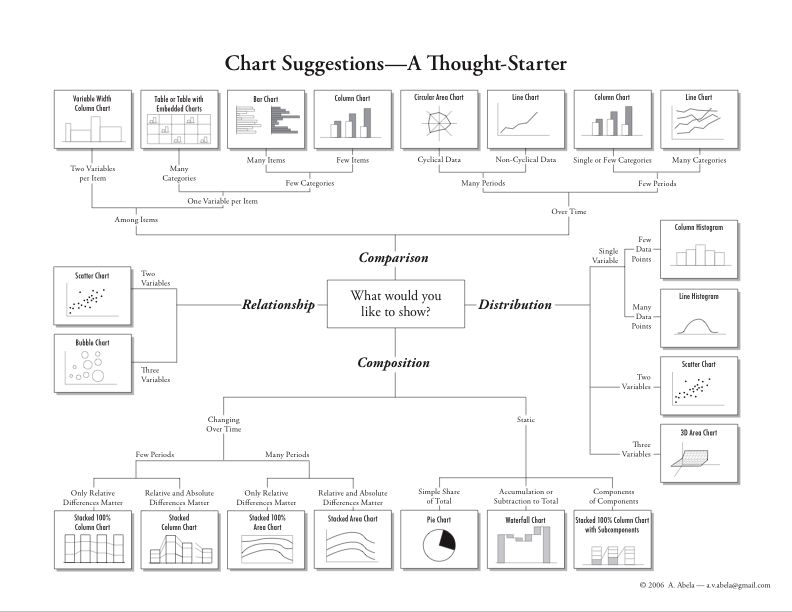 Chart Suggestions—A Thought-Starter
Variable Width
Column Chart
Table or Table with
Embedded Charts
Bar Chart
Column Chart
Circular Area Chart
Line Chart
Column Chart
Line Chart
Two Variables
per Item
Many
Categories
Many Items
Few Items
Cyclical Data
Non-Cyclical Data
Single or Few Categories
Many Categories
Few Categories
Many Periods
Few Periods
One Variable per Item
Among Items
Over Time
Comparison
Relationship
What would you
like to show?
Distribution
Composition
Scatter Chart
Two
Variables
Bubble Chart
Three
Variables
Single
Variable
Few
Data
Points
Column Histogram
Many
Data
Points
Line Histogram
Two
Variables
Scatter Chart
Three
Variables
3D Area Chart
Changing
Over Time
Static
Few Periods
Many Periods
Only Relative
Differences Matter
Relative and Absolute
Differences Matter
Only Relative
Differences Matter
Relative and Absolute
Differences Matter
Simple Share
of Total
Accumulation or
Subtraction to Total
Components
of Components
Stacked 100%
Column Chart
Stacked
Column Chart
Stacked 100%
Area Chart
Stacked Area Chart
Pie Chart
Waterfall Chart
Stacked 100% Column Chart
with Subcomponents
© 2006 A. Abela — a.v.abela@gmail.com